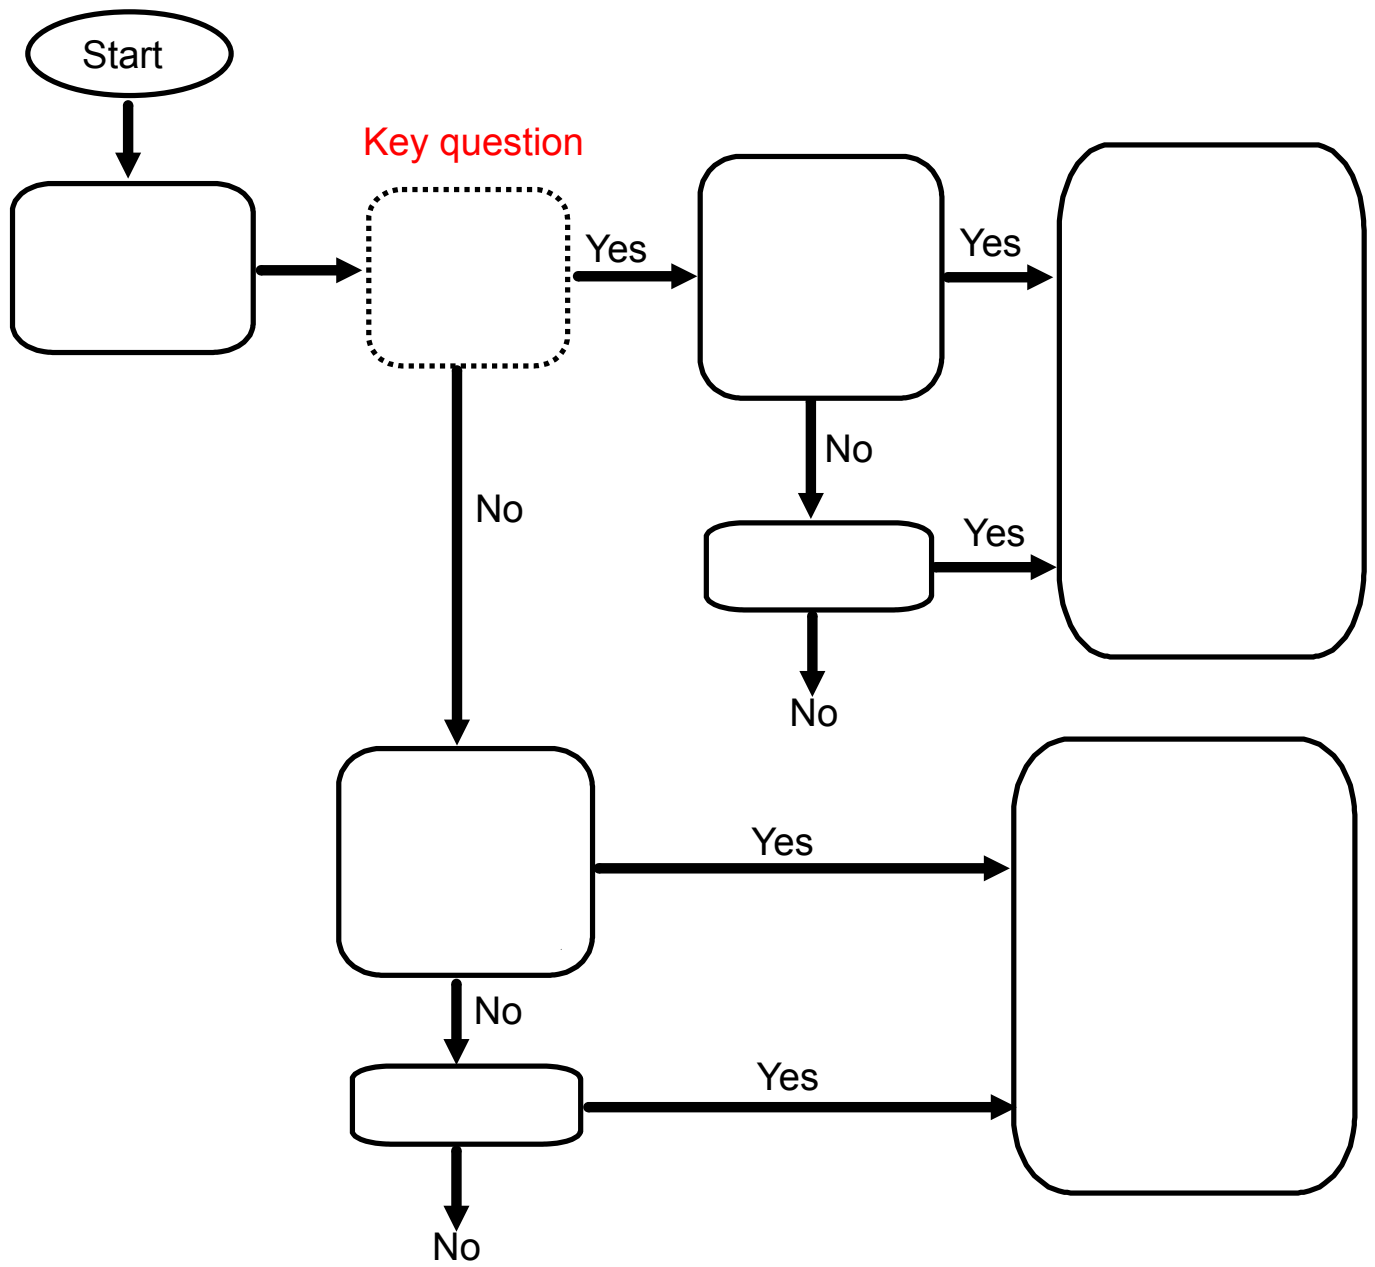 Start
Key question
Yes
Yes
No
Yes
No
No
Yes
No
Yes
No